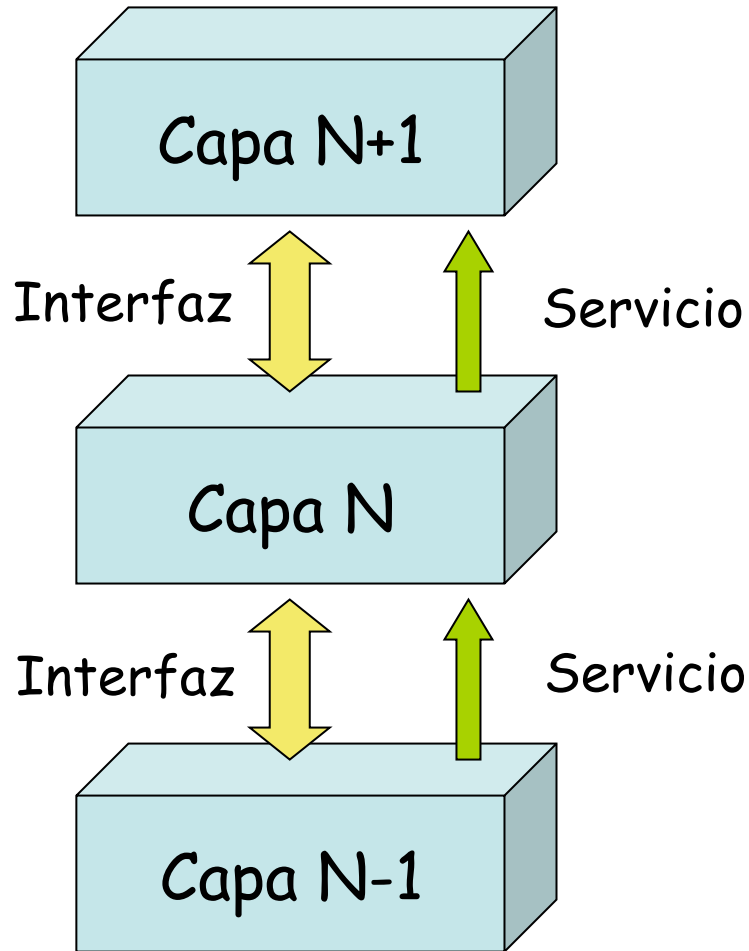 Capa N+1
Interfaz
Servicio
Capa N
Interfaz
Servicio
Capa N-1